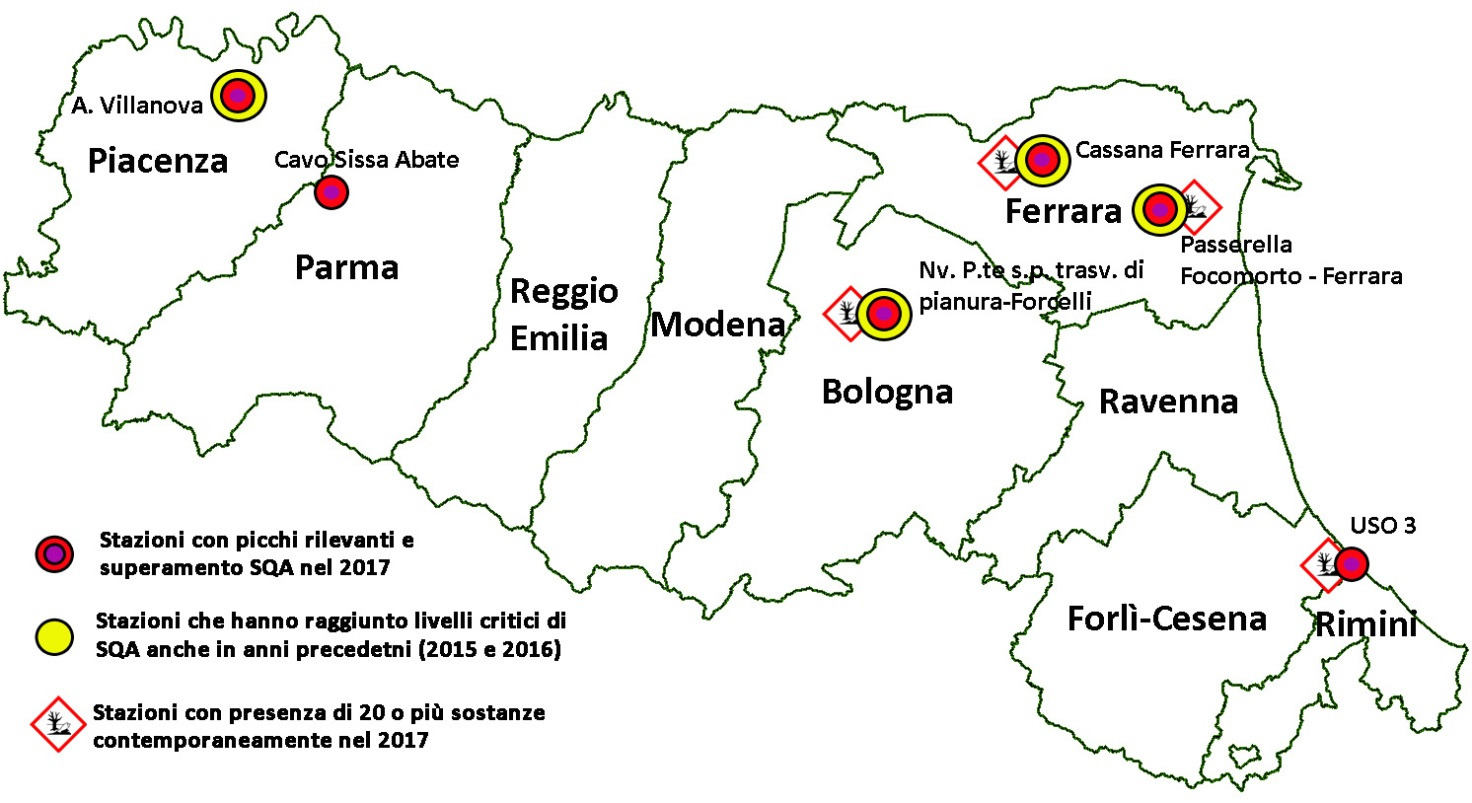 A. Villanova
Piacenza
Cavo Sissa Abate
Parma
Reggio
Emilia
Modena
Cassana Ferrara
Ferrara
Passerella
Focomorto - Ferrara
Nv. P.te s.p. trasv. di
pianura-Forcelli
Bologna
Ravenna
USO 3
Forlì-Cesena
Rimini
Stazioni con picchi rilevanti e
superamento SQA nel 2017
Stazioni che hanno raggiunto livelli critici di
SQA anche in anni precedetni (2015 e 2016)
Stazioni con presenza di 20 o più sostanze
contemporaneamente nel 2017